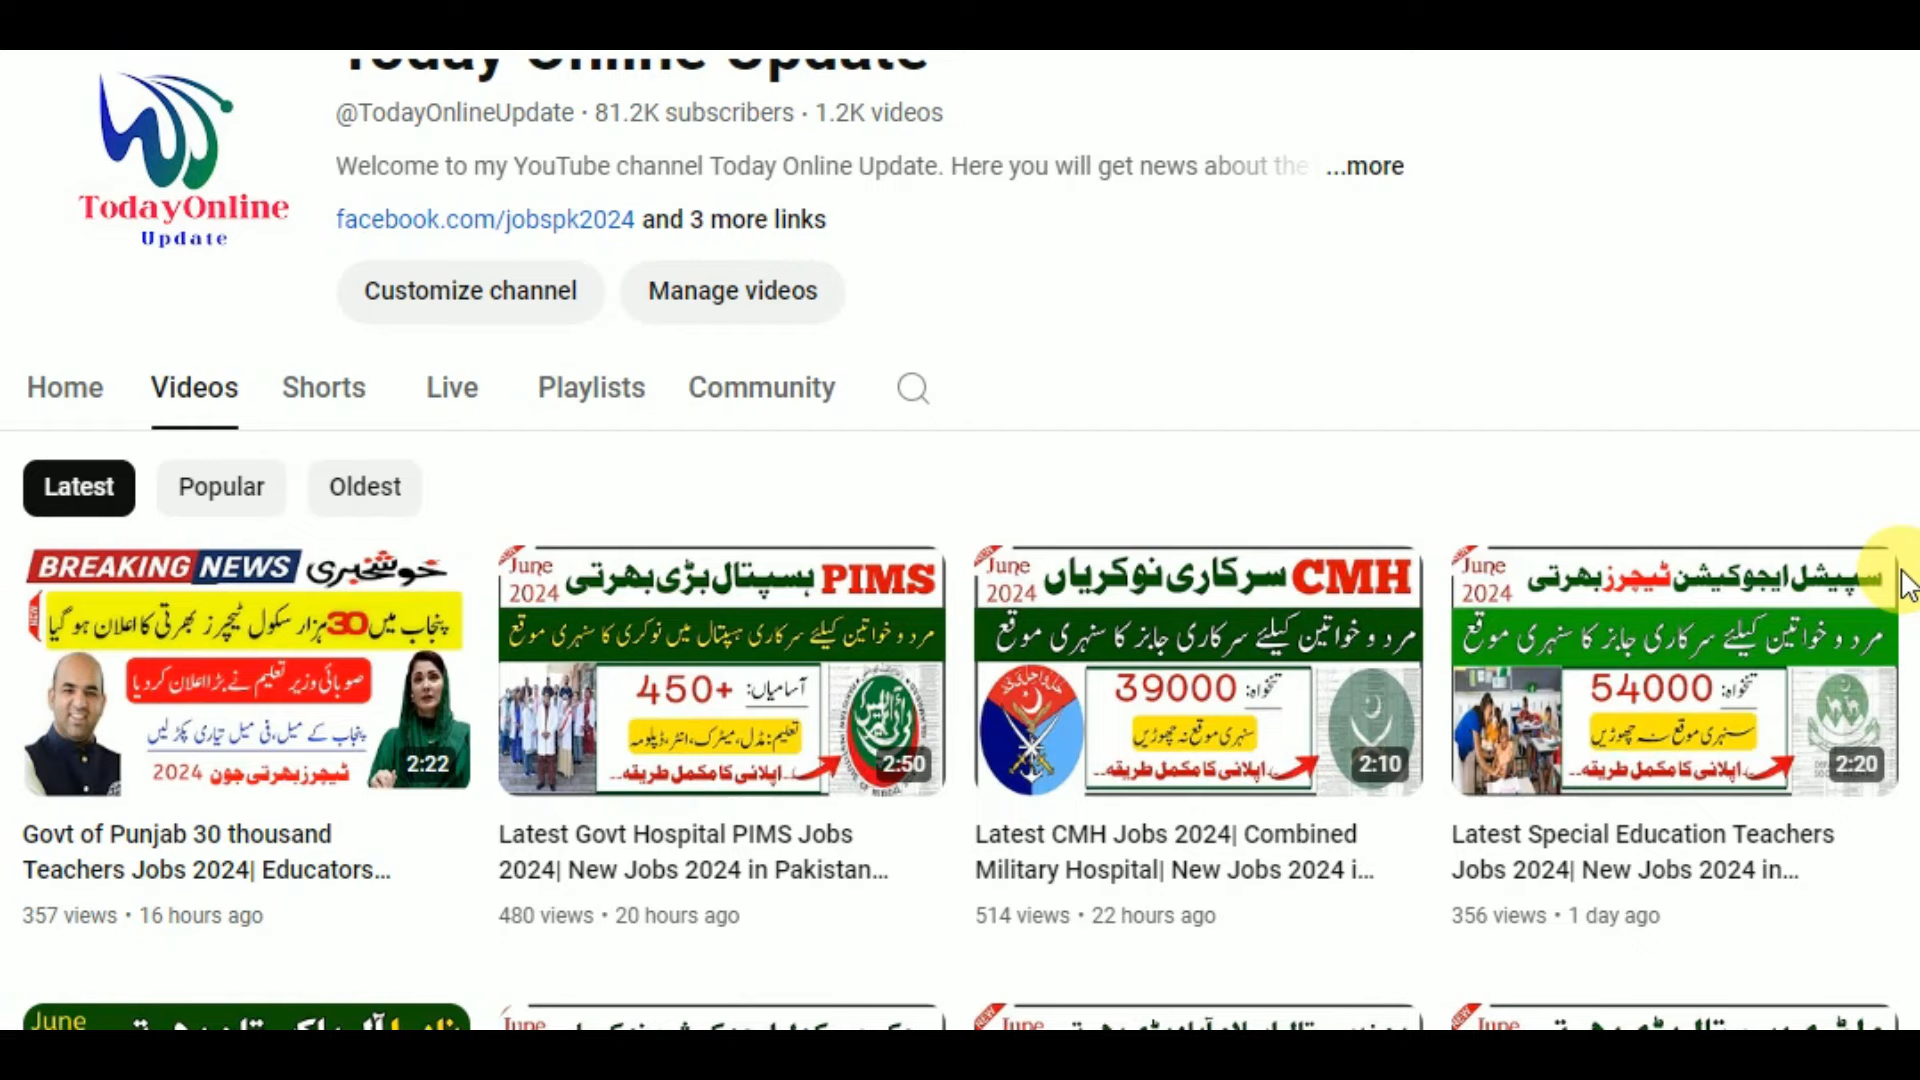 Today Online Update
@TodayOnlineUpdate · 81.2K subscribers · 1.2K videos
Welcome to my YouTube channel Today Online Update. Here you will get news about the ...more
facebook.com/jobspk2024 and 3 more links
TodayOnline
Update
Customize channel Manage videos
Home Videos Shorts Live Playlists Community
Latest Popular Oldest
BREAKING NEWS خوشخبری
پنجاب میں 30 ہزار سکول ٹیچرز بھرتی کا اعلان ہو گیا
صوبائی وزیر تعلیم نے بڑا اعلان کر دیا
پنجاب کے میل، فی میل تیاری پکڑ لیں
ٹیچرز بھرتی جون 2024
2:22
June 2024
PIMS ہسپتال بڑی بھرتی
مرد و خواتین کیلئے سرکاری ہسپتال میں نوکری کا سنہری موقع
آسامیاں: 450+
تعلیم: مڈل، میٹرک، انٹر، ڈپلومہ
اپلائی کا مکمل طریقہ..
2:50
June 2024
CMH سرکاری نوکریاں
مرد و خواتین کیلئے سرکاری جابز کا سنہری موقع
تنخواہ: 39000
سنہری موقع نہ چھوڑیں
اپلائی کا مکمل طریقہ..
2:10
June 2024
سپیشل ایجوکیشن ٹیچرز بھرتی
مرد و خواتین کیلئے سرکاری جابز کا سنہری موقع
تنخواہ: 54000
سنہری موقع نہ چھوڑیں
اپلائی کا مکمل طریقہ..
2:20
Govt of Punjab 30 thousand
Teachers Jobs 2024| Educators...
357 views • 16 hours ago
Latest Govt Hospital PIMS Jobs
2024| New Jobs 2024 in Pakistan...
480 views • 20 hours ago
Latest CMH Jobs 2024| Combined
Military Hospital| New Jobs 2024 i...
514 views • 22 hours ago
Latest Special Education Teachers
Jobs 2024| New Jobs 2024 in...
356 views • 1 day ago
June
June
NEW June
NEW June